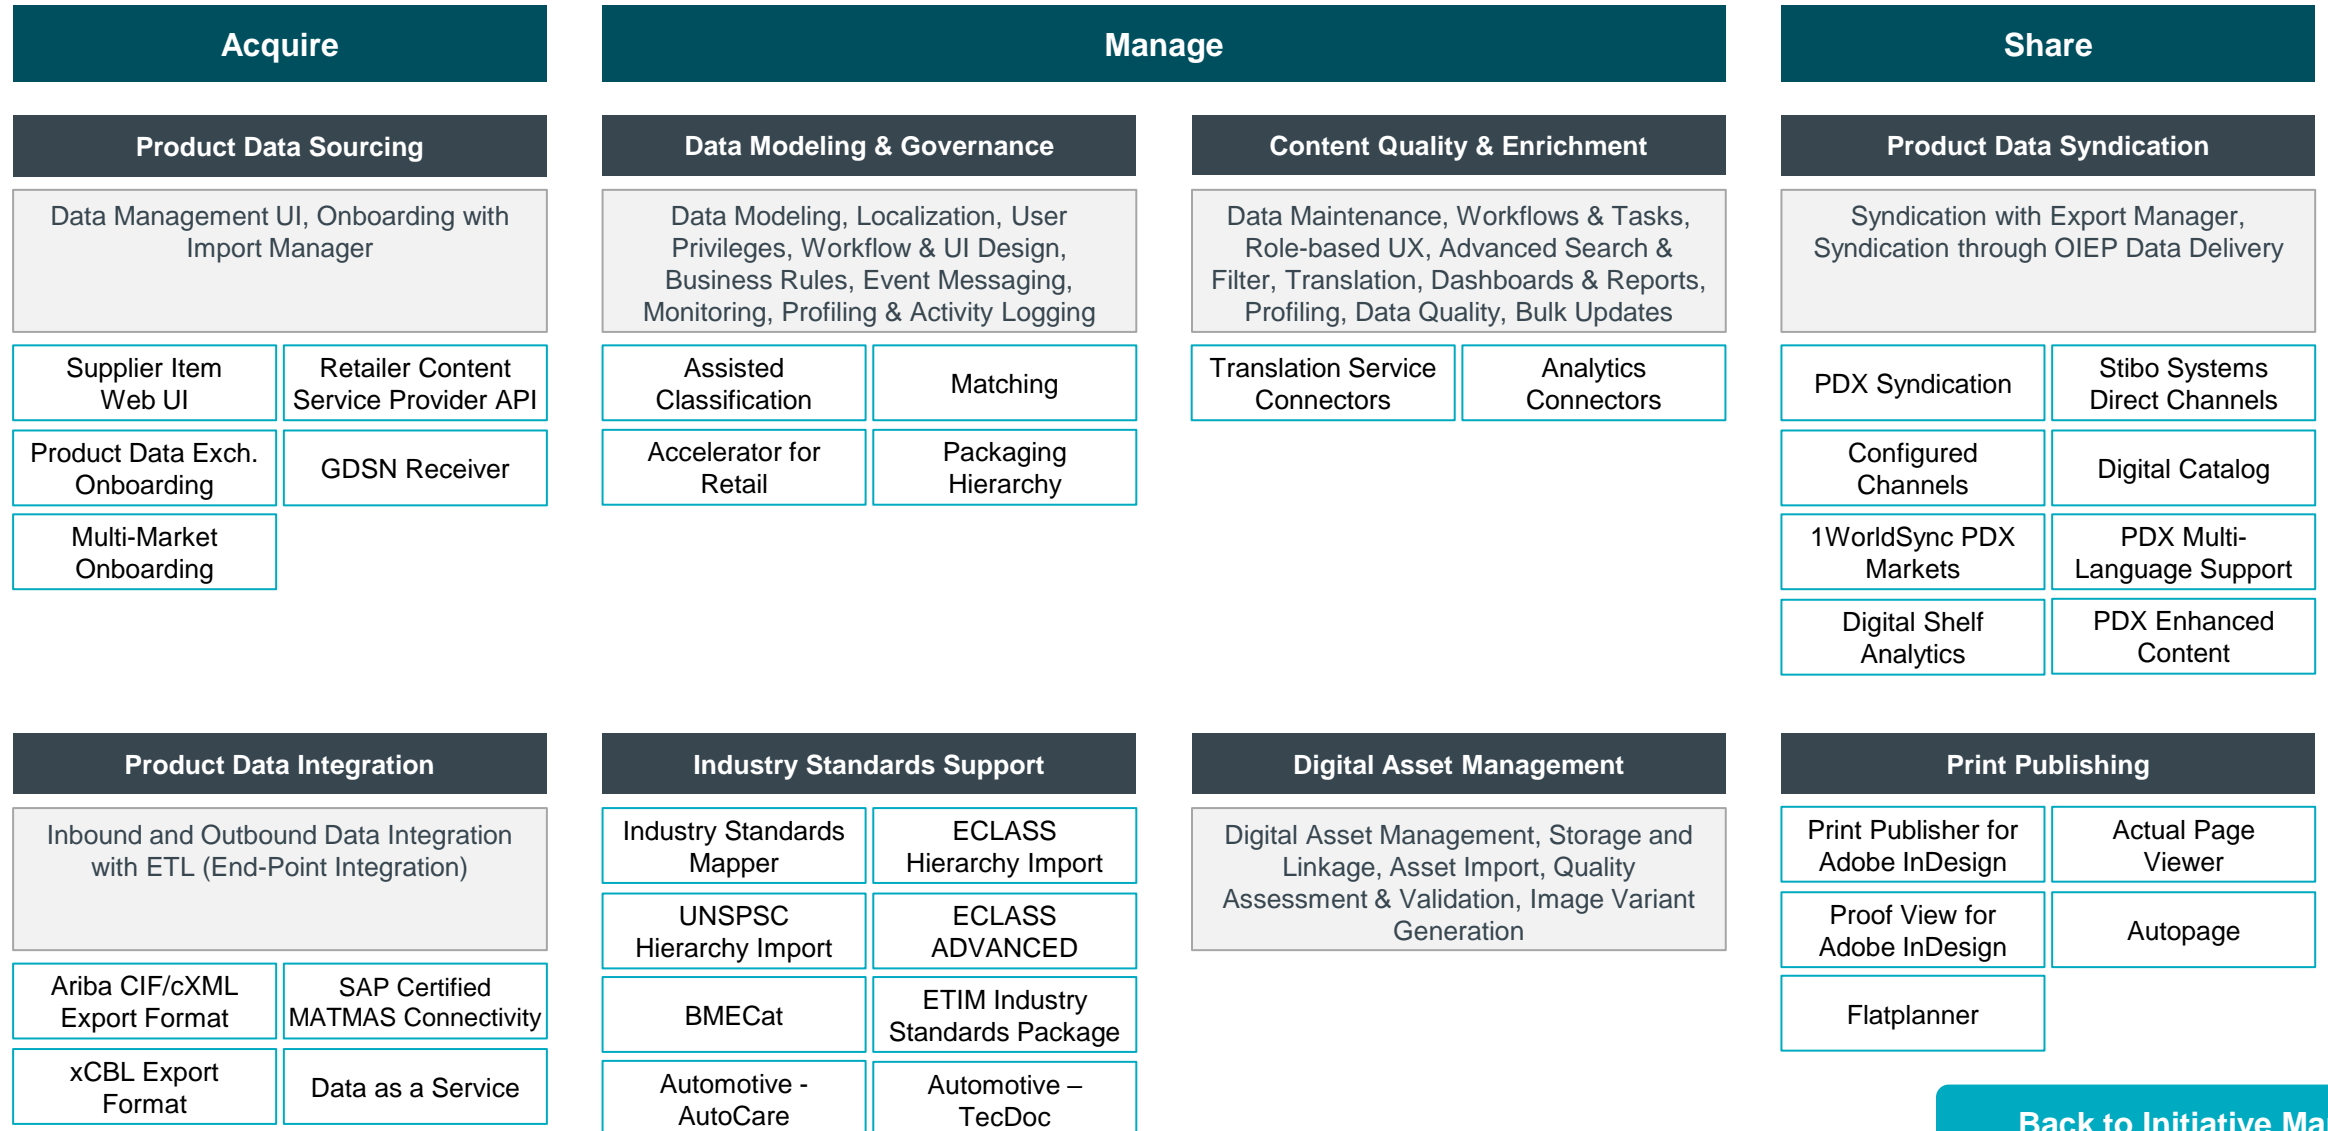 Acquire
Manage
Share
Product Data Sourcing
Data Management UI, Onboarding with
Import Manager
Supplier Item
Web UI
Retailer Content
Service Provider API
Product Data Exch.
Onboarding
GDSN Receiver
Multi-Market
Onboarding
Data Modeling & Governance
Data Modeling, Localization, User
Privileges, Workflow & UI Design,
Business Rules, Event Messaging,
Monitoring, Profiling & Activity Logging
Assisted
Classification
Matching
Accelerator for
Retail
Packaging
Hierarchy
Content Quality & Enrichment
Data Maintenance, Workflows & Tasks,
Role-based UX, Advanced Search &
Filter, Translation, Dashboards & Reports,
Profiling, Data Quality, Bulk Updates
Translation Service
Connectors
Analytics
Connectors
Product Data Syndication
Syndication with Export Manager,
Syndication through OIEP Data Delivery
PDX Syndication
Stibo Systems
Direct Channels
Configured
Channels
Digital Catalog
1WorldSync PDX
Markets
PDX Multi-
Language Support
Digital Shelf
Analytics
PDX Enhanced
Content
Product Data Integration
Inbound and Outbound Data Integration
with ETL (End-Point Integration)
Ariba CIF/cXML
Export Format
SAP Certified
MATMAS Connectivity
xCBL Export
Format
Data as a Service
Industry Standards Support
Industry Standards
Mapper
ECLASS
Hierarchy Import
UNSPSC
Hierarchy Import
ECLASS
ADVANCED
BMECat
ETIM Industry
Standards Package
Automotive -
AutoCare
Automotive –
TecDoc
Digital Asset Management
Digital Asset Management, Storage and
Linkage, Asset Import, Quality
Assessment & Validation, Image Variant
Generation
Print Publishing
Print Publisher for
Adobe InDesign
Actual Page
Viewer
Proof View for
Adobe InDesign
Autopage
Flatplanner
Back to Initiative